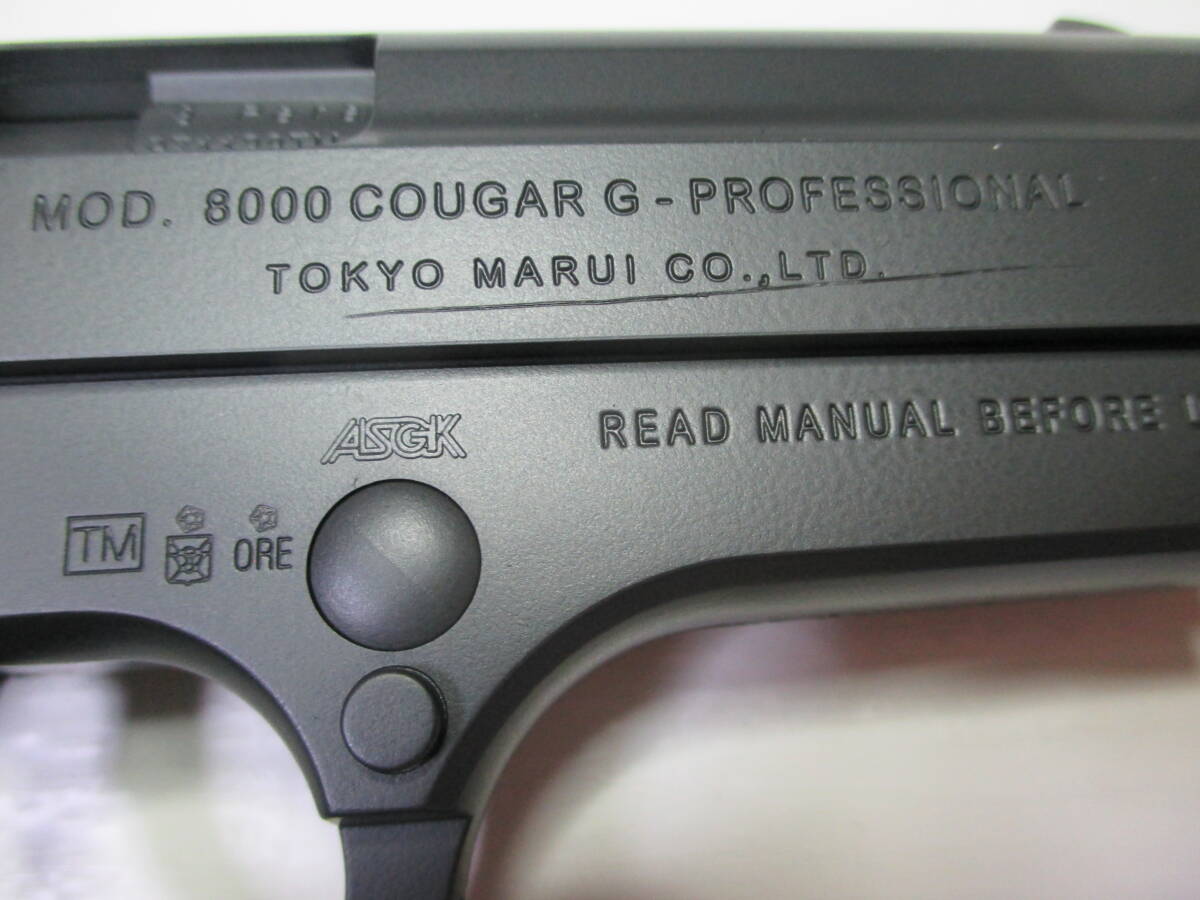 MOD. 8000 COUGAR G - PROFESSIONAL
TOKYO MARUI CO.,LTD.
ASGK
READ MANUAL BEFORE
TM
ORE